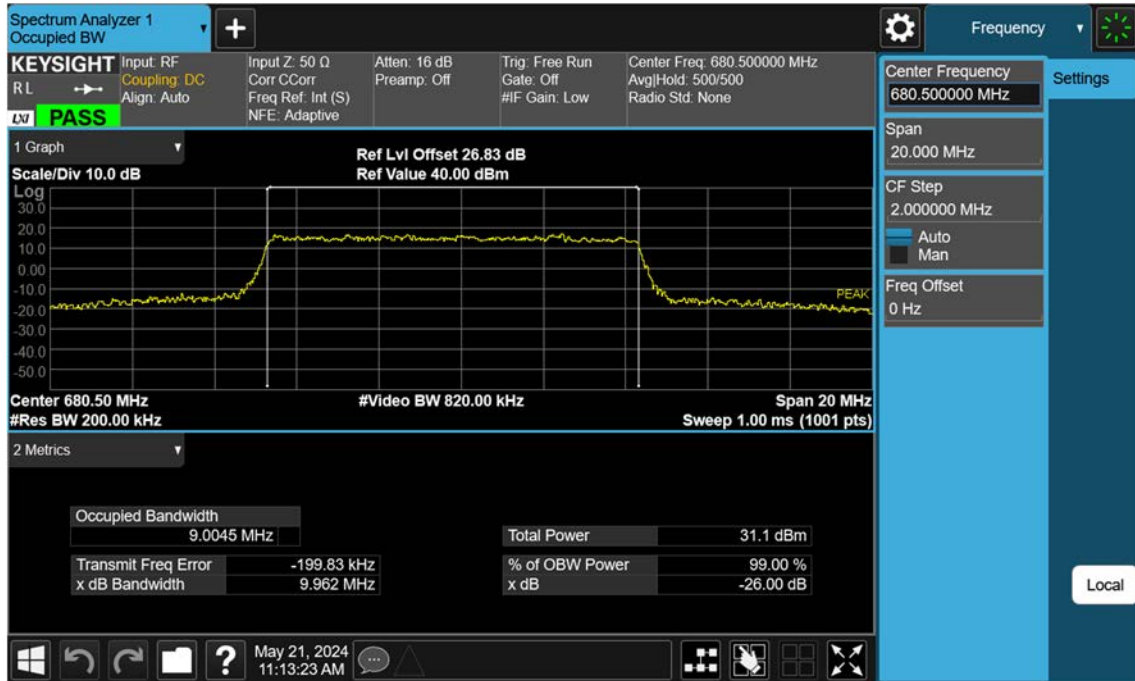 Spectrum Analyzer 1
Occupied BW
+
Frequency
KEYSIGHT
RL
LXI
PASS
Input: RF
Coupling: DC
Align: Auto
Input Z: 50 Ω
Corr CCorr
Freq Ref: Int (S)
NFE: Adaptive
Atten: 16 dB
Preamp: Off
Trig: Free Run
Gate: Off
#IF Gain: Low
Center Freq: 680.500000 MHz
Avg|Hold: 500/500
Radio Std: None
Center Frequency
680.500000 MHz
Settings
Span
20.000 MHz
CF Step
2.000000 MHz
Auto
Man
Freq Offset
0 Hz
Local
1 Graph
Scale/Div 10.0 dB
Ref Lvl Offset 26.83 dB
Ref Value 40.00 dBm
Log
30.0
20.0
10.0
0.00
-10.0
-20.0
-30.0
-40.0
-50.0
PEAK
Center 680.50 MHz
#Video BW 820.00 kHz
Span 20 MHz
#Res BW 200.00 kHz
Sweep 1.00 ms (1001 pts)
2 Metrics
Occupied Bandwidth
9.0045 MHz
Total Power 31.1 dBm
Transmit Freq Error -199.83 kHz
% of OBW Power 99.00 %
x dB Bandwidth 9.962 MHz
x dB -26.00 dB
?
May 21, 2024
11:13:23 AM